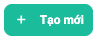 + Tạo mới